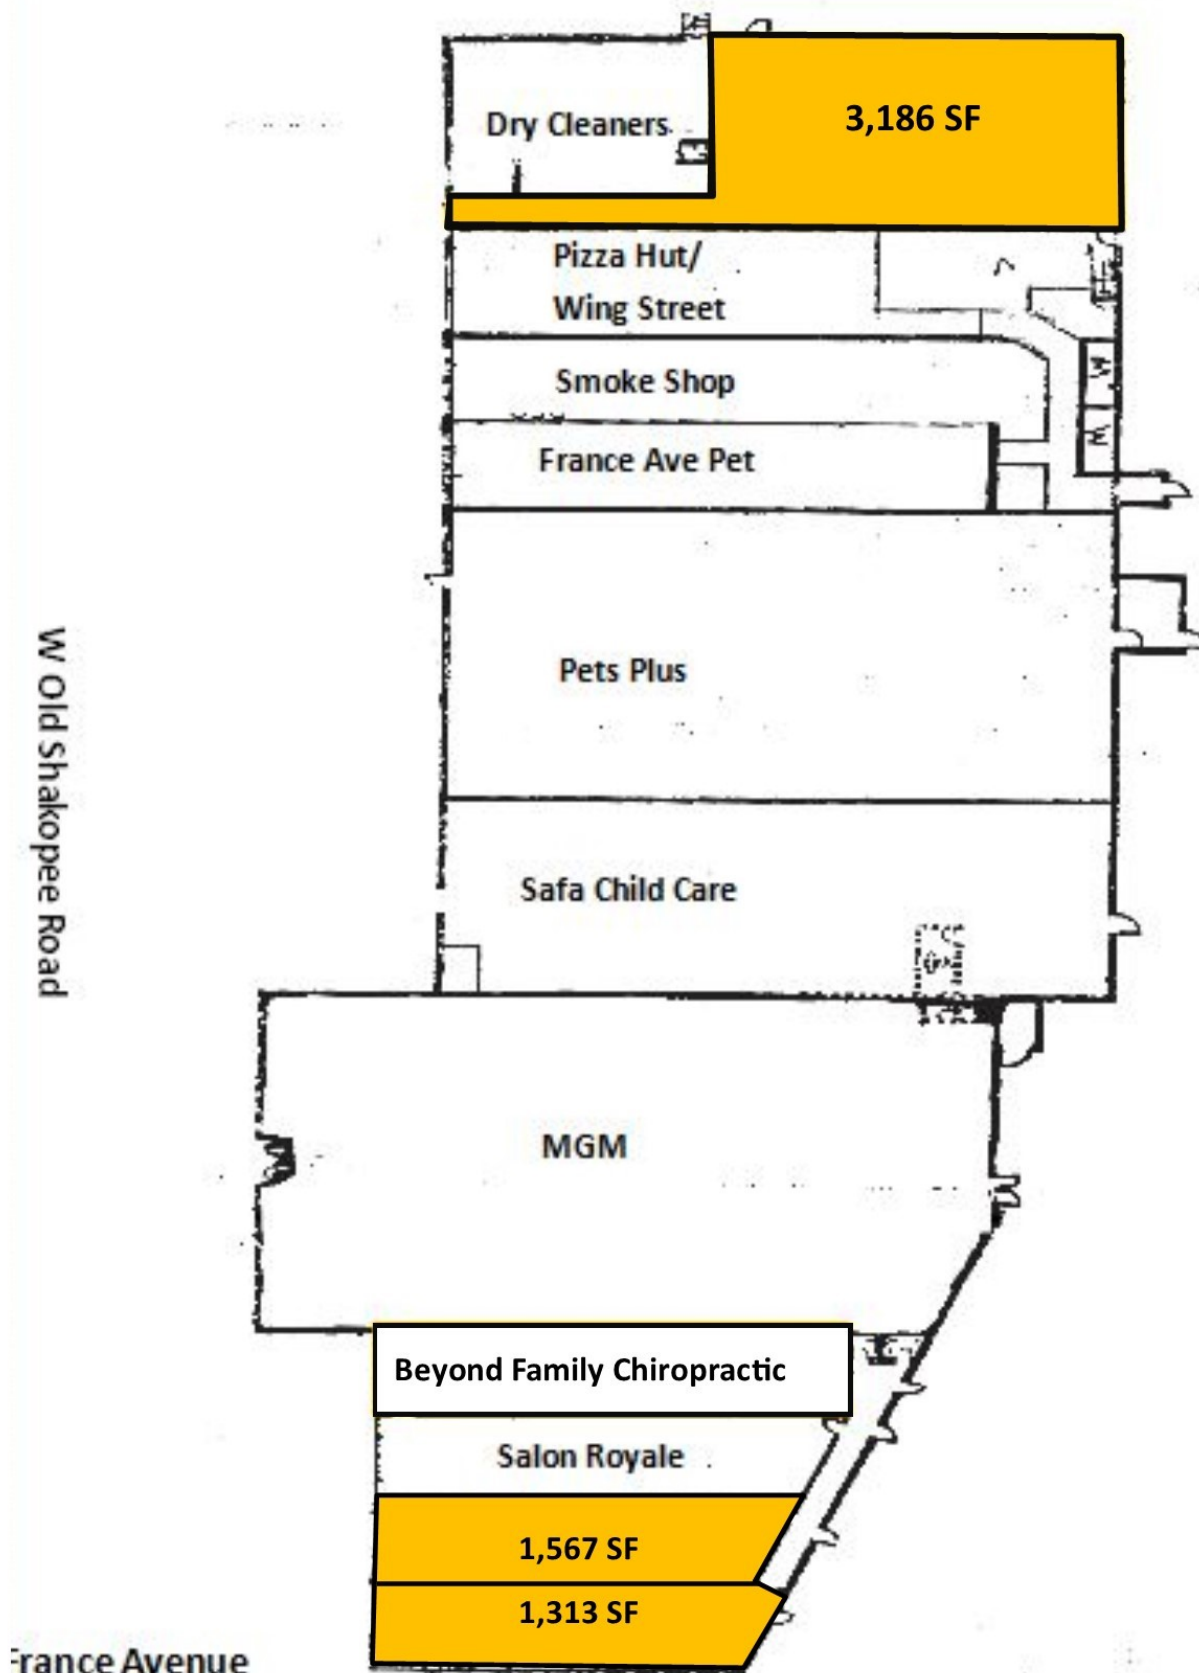 Dry Cleaners
3,186 SF
Pizza Hut/
Wing Street
Smoke Shop
M
France Ave Pet
W
Pets Plus
W Old Shakopee Road
Safa Child Care
MGM
Beyond Family Chiropractic
Salon Royale
1,567 SF
1,313 SF
France Avenue